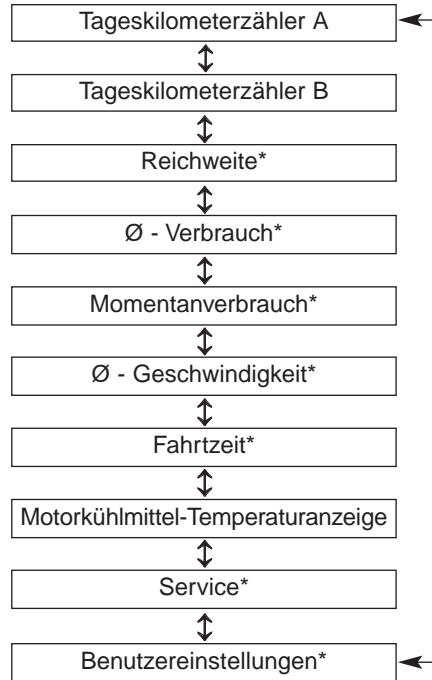 Tageskilometerzähler A
Tageskilometerzähler B
Reichweite*
Ø - Verbrauch*
Momentanverbrauch*
Ø - Geschwindigkeit*
Fahrtzeit*
Motorkühlmittel-Temperaturanzeige
Service*
Benutzereinstellungen*